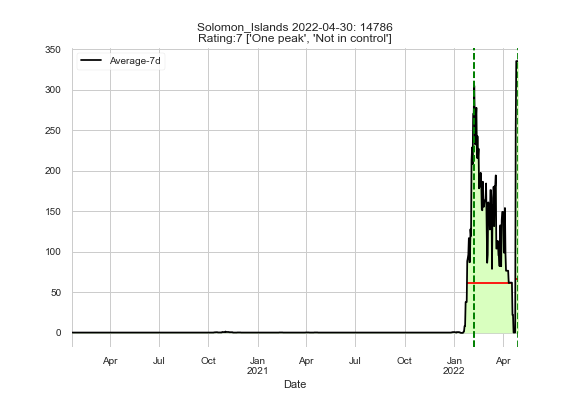 Solomon_Islands 2022-04-30: 14786
Rating:7 ['One peak', 'Not in control']
Average-7d
350
300
250
200
150
100
50
0
Apr Jul Oct Jan Apr Jul Oct Jan Apr
2021 2022
Date